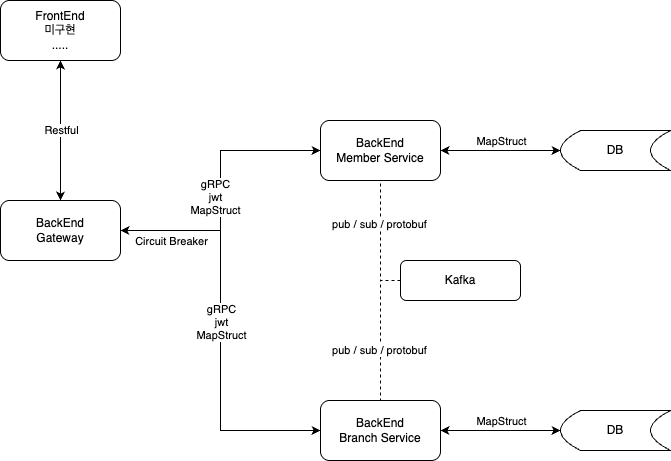 FrontEnd
미구현
.....
Restful
BackEnd
Gateway
Circuit Breaker
gRPC
jwt
MapStruct
gRPC
jwt
MapStruct
BackEnd
Member Service
MapStruct
DB
pub / sub / protobuf
Kafka
pub / sub / protobuf
BackEnd
Branch Service
MapStruct
DB